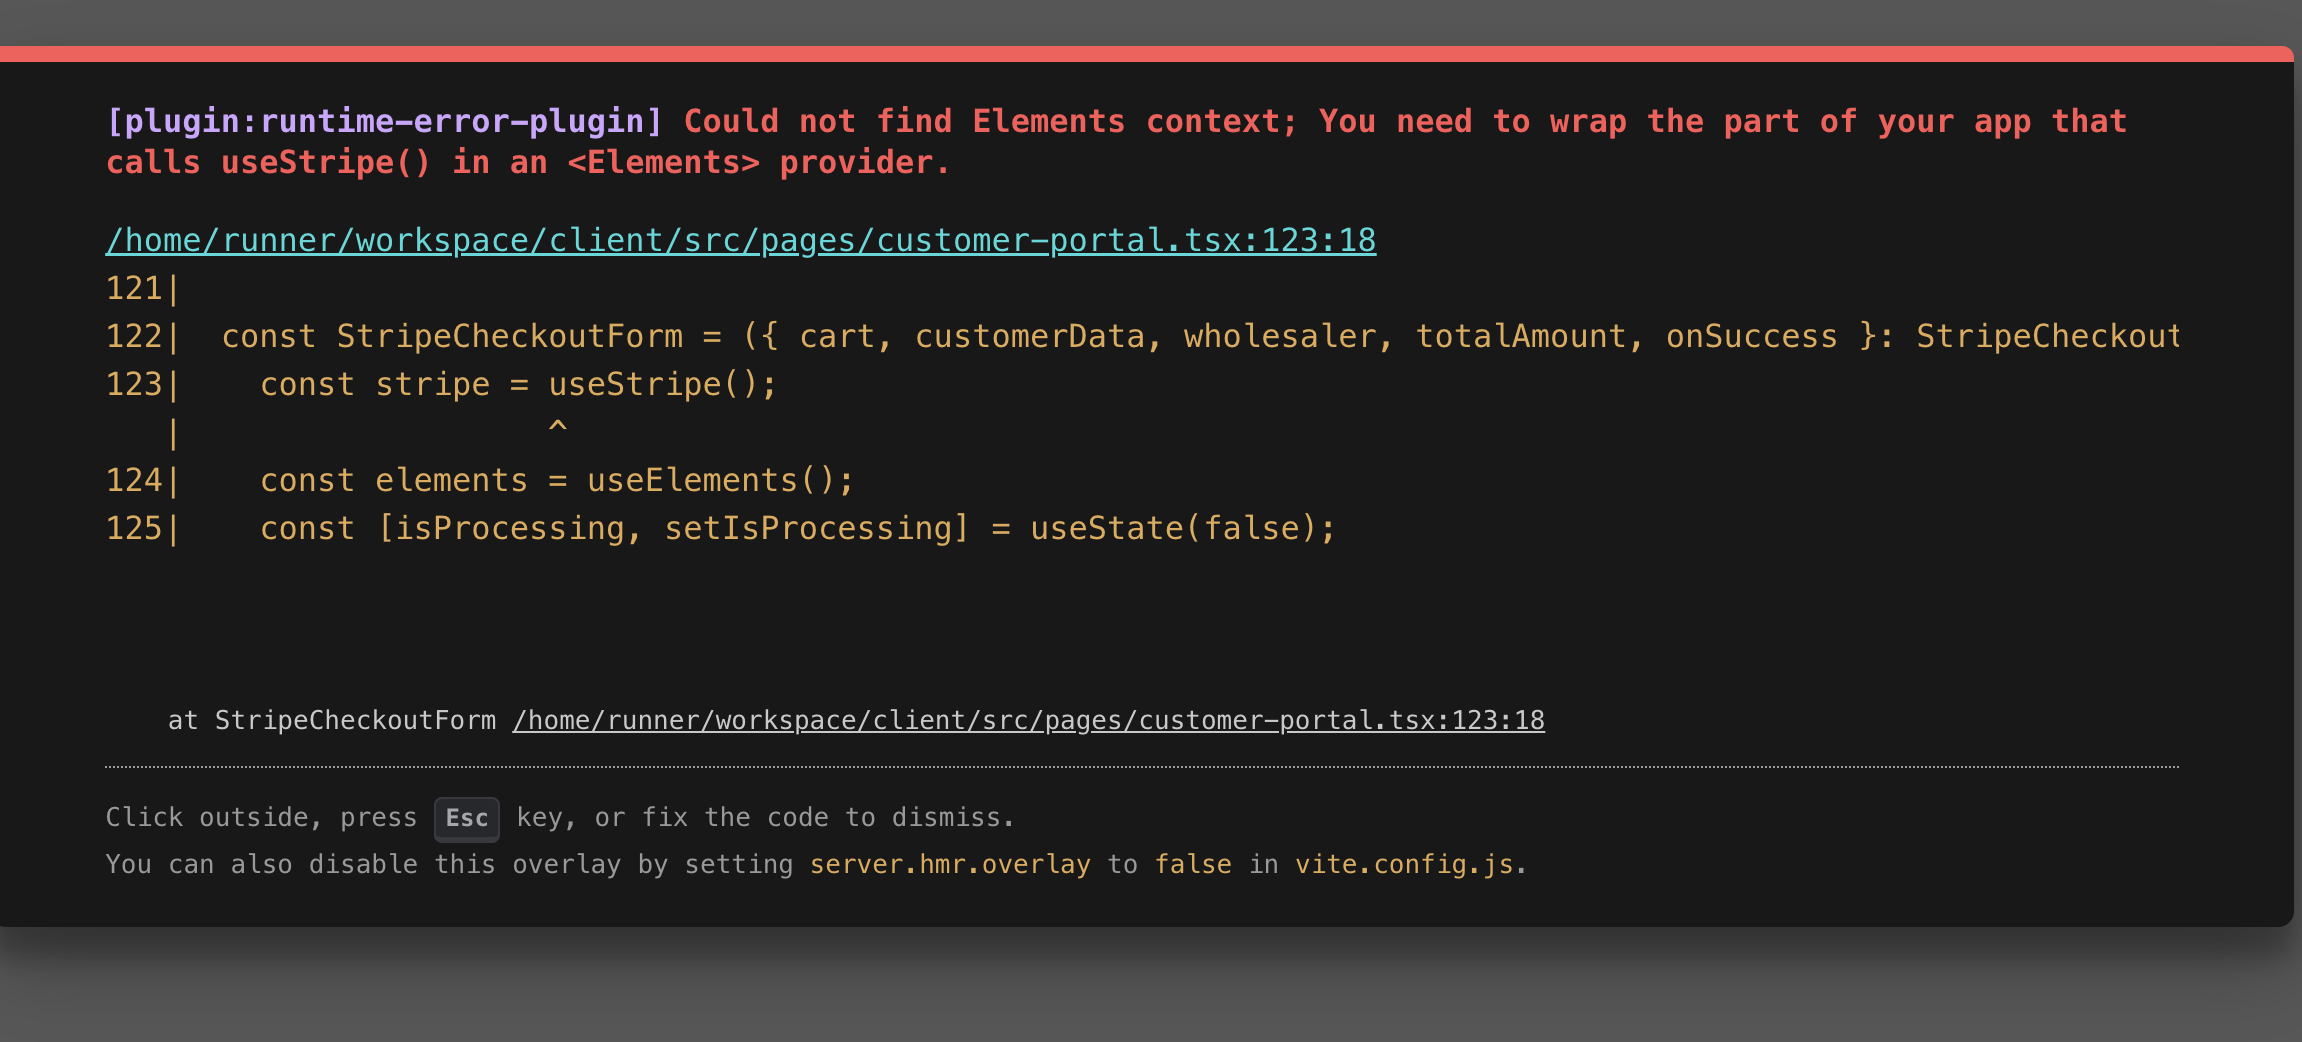 [plugin:runtime-error-plugin] Could not find Elements context; You need to wrap the part of your app that
calls useStripe() in an <Elements> provider.
/home/runner/workspace/client/src/pages/customer-portal.tsx:123:18
121|
122|  const StripeCheckoutForm = ({ cart, customerData, wholesaler, totalAmount, onSuccess }: StripeCheckout
123|    const stripe = useStripe();
   |                   ^
124|    const elements = useElements();
125|    const [isProcessing, setIsProcessing] = useState(false);
at StripeCheckoutForm /home/runner/workspace/client/src/pages/customer-portal.tsx:123:18
Click outside, press Esc key, or fix the code to dismiss.
You can also disable this overlay by setting server.hmr.overlay to false in vite.config.js.